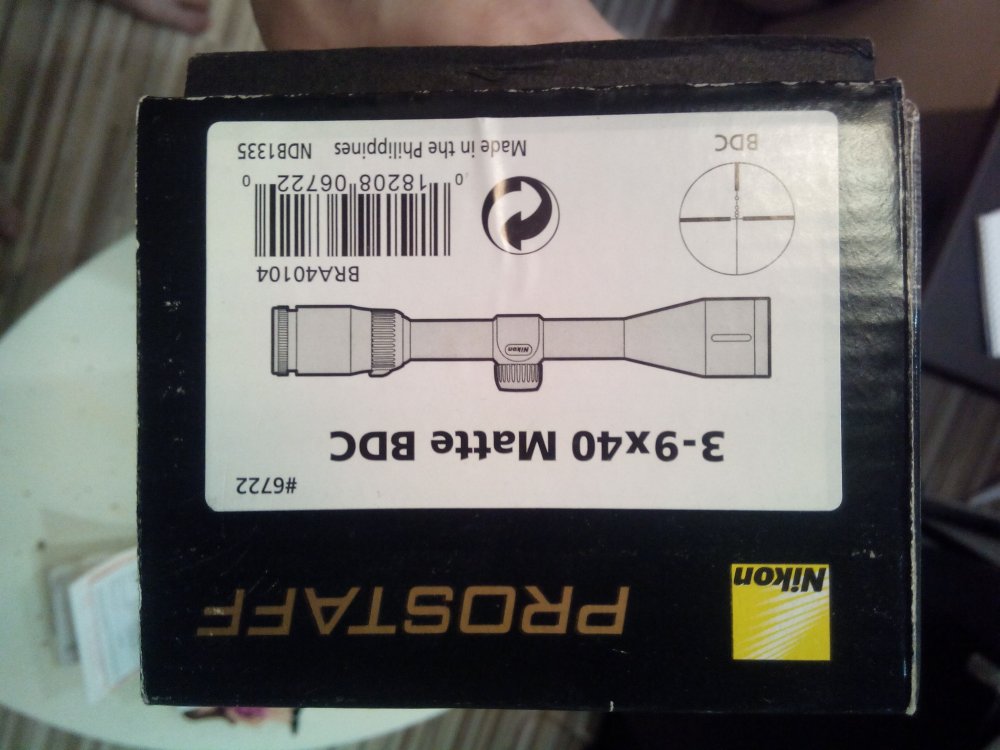 Nikon
PROSTAFF
#6722
3-9x40 Matte BDC
Nikon
BRA40104
0 18208 06722 0
BDC
Made in the Philippines NDB1335